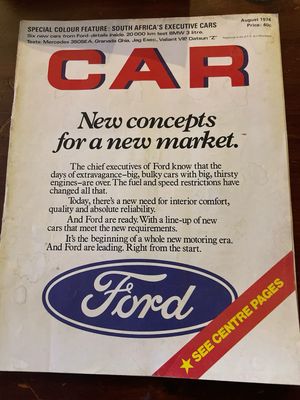 SPECIAL COLOUR FEATURE: SOUTH AFRICA'S EXECUTIVE CARS
Six new cars from Ford: details inside. 20 000 km test: BMW 3 litre.
Tests: Mercedes 350SEA, Granada Ghia, Jag Exec, Valiant VIP, Datsun "Z"
August 1974
Price: 60c
CAR
New concepts
for a new market.
The chief executives of Ford know that the
days of extravagance–big, bulky cars with big, thirsty
engines–are over. The fuel and speed restrictions have
changed all that.
Today, there's a new need for interior comfort,
quality and absolute reliability.
And Ford are ready. With a line-up of new
cars that meet the new requirements.
It's the beginning of a whole new motoring era.
And Ford are leading. Right from the start.
Ford
★ SEE CENTRE PAGES